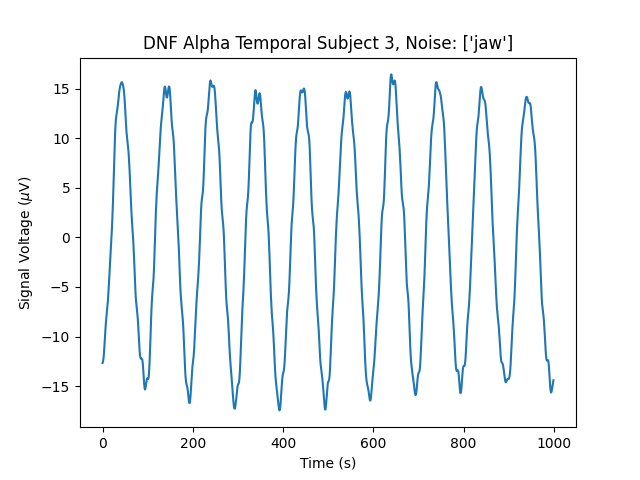 DNF Alpha Temporal Subject 3, Noise: ['jaw']
Signal Voltage (μV)
15
10
5
0
−5
−10
−15
0 200 400 600 800 1000
Time (s)